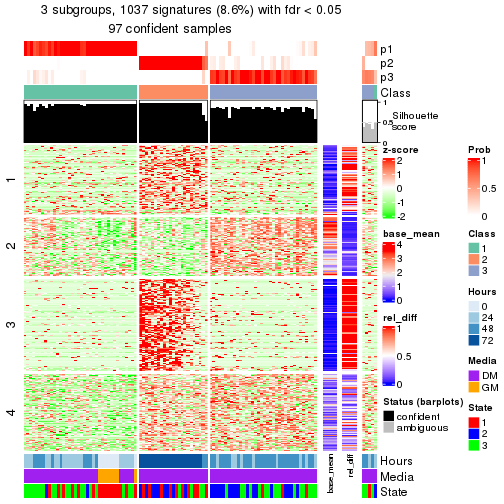 3 subgroups, 1037 signatures (8.6%) with fdr < 0.05
97 confident samples
p1
p2
p3
Class
1
0.5
0
Silhouette
score
1
2
3
4
z-score
2
1
0
-1
-2
base_mean
4
3
2
1
0
rel_diff
1
0.5
0
Status (barplots)
confident
ambiguous
Prob
1
0.5
0
Class
1
2
3
Hours
0
24
48
72
Media
DM
GM
State
1
2
3
base_mean
rel_diff
Hours
Media
State